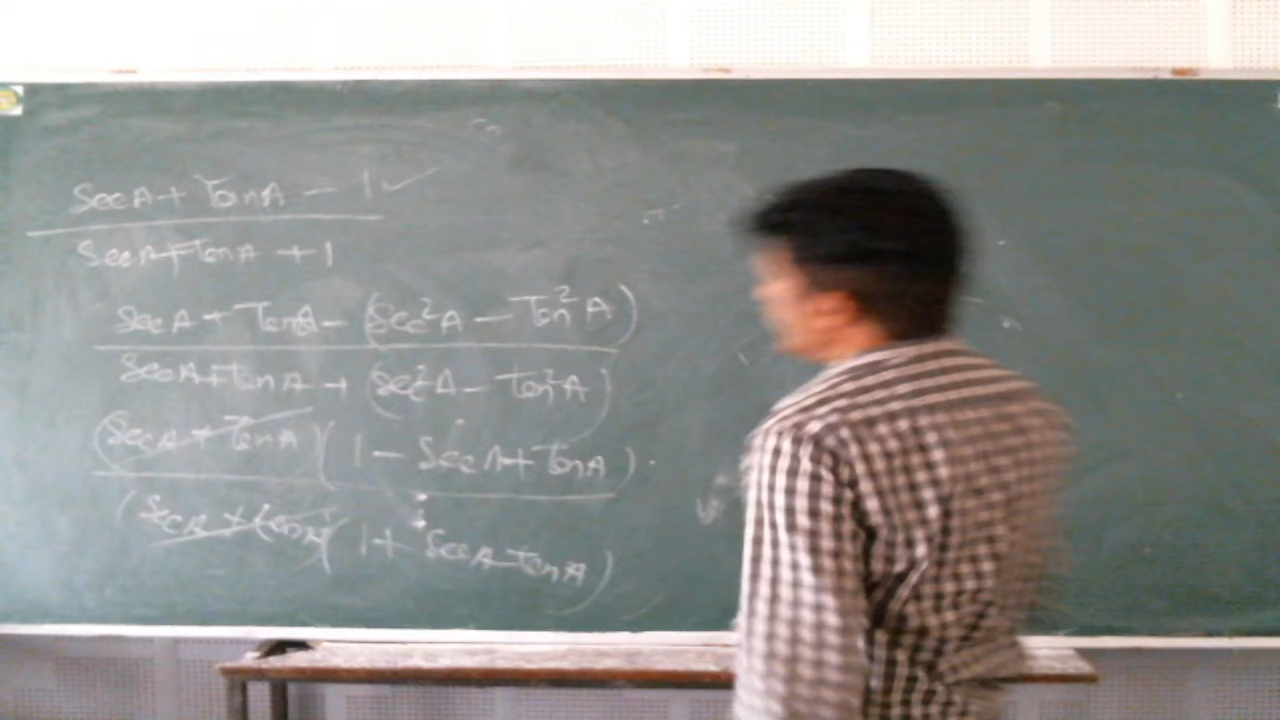 SecA + TanA - 1 ✓
SecA + TanA + 1
SecA + TanA - (Sec²A - Tan²A)
SecA + TanA + (Sec²A - Tan²A)
(SecA + TanA)(1 - SecA + TanA).
(SecA + TanA)(1 + SecA - TanA)